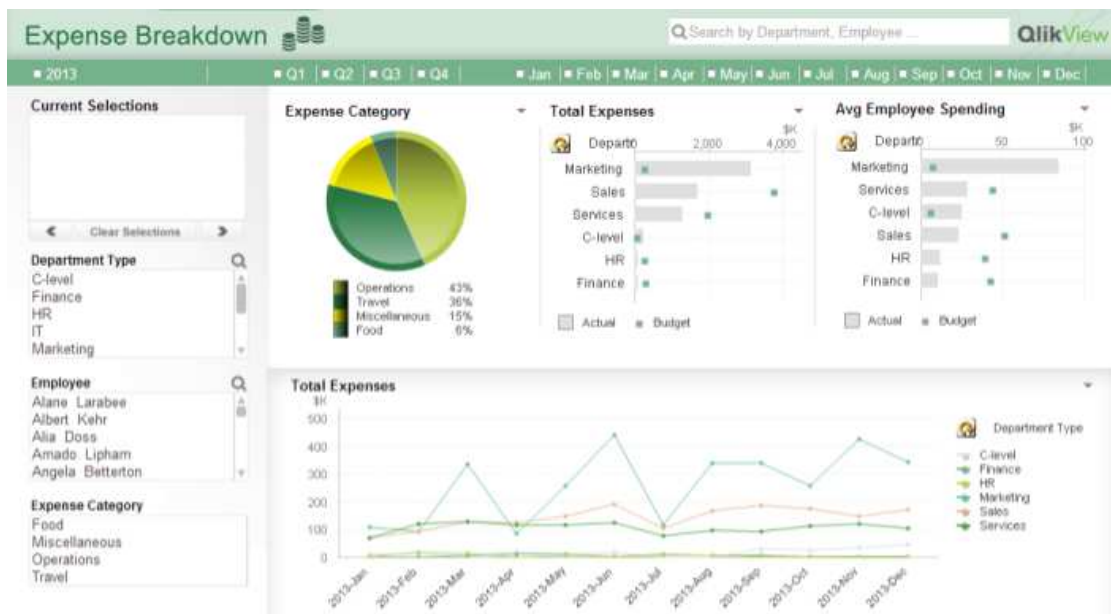 Expense Breakdown
Search by Department, Employee ...
QlikView
2013
Q1 Q2 Q3 Q4
Jan Feb Mar Apr May Jun Jul Aug Sep Oct Nov Dec
Current Selections
Clear Selections
Department Type
C-level
Finance
HR
IT
Marketing
Employee
Alane Larabee
Albert Kehr
Alia Doss
Amado Lipham
Angela Betterton
Expense Category
Food
Miscellaneous
Operations
Travel
Expense Category
Operations 43%
Travel 36%
Miscellaneous 15%
Food 6%
Total Expenses
$K
Departm 0 2,000 4,000
Marketing
Sales
Services
C-level
HR
Finance
Actual Budget
Avg Employee Spending
$K
Departm 0 50 100
Marketing
Services
C-level
Sales
HR
Finance
Actual Budget
Total Expenses
$K
500
400
300
200
100
0
2013-Jan 2013-Feb 2013-Mar 2013-Apr 2013-May 2013-Jun 2013-Jul 2013-Aug 2013-Sep 2013-Oct 2013-Nov 2013-Dec
Department Type
C-level
Finance
HR
Marketing
Sales
Services